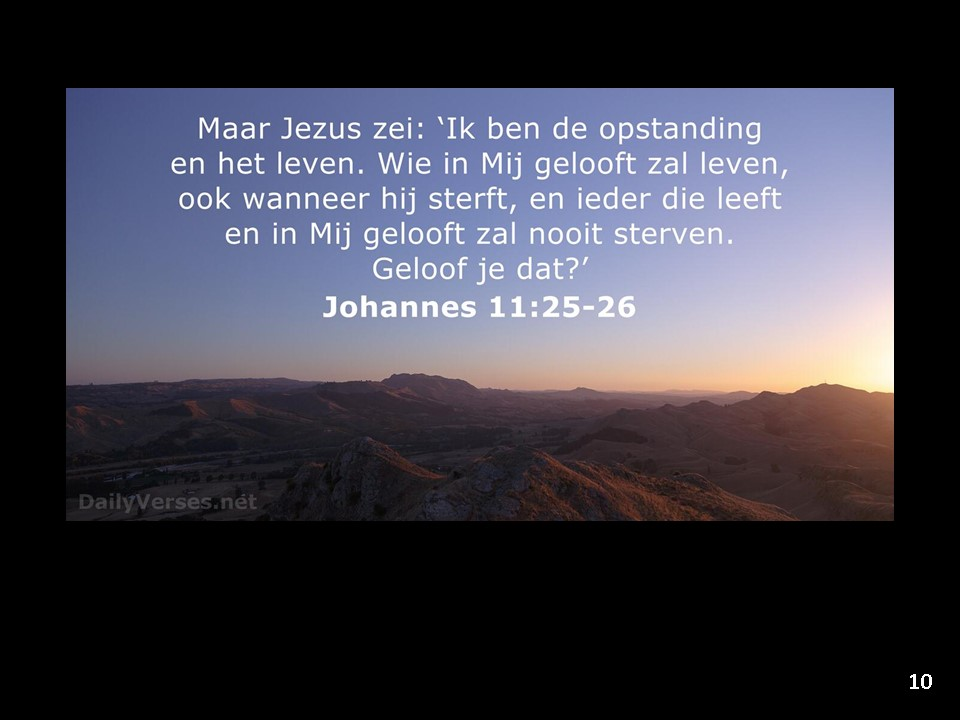 Maar Jezus zei: ‘Ik ben de opstanding
en het leven. Wie in Mij gelooft zal leven,
ook wanneer hij sterft, en ieder die leeft
en in Mij gelooft zal nooit sterven.
Geloof je dat?’
Johannes 11:25-26
DailyVerses.net
10